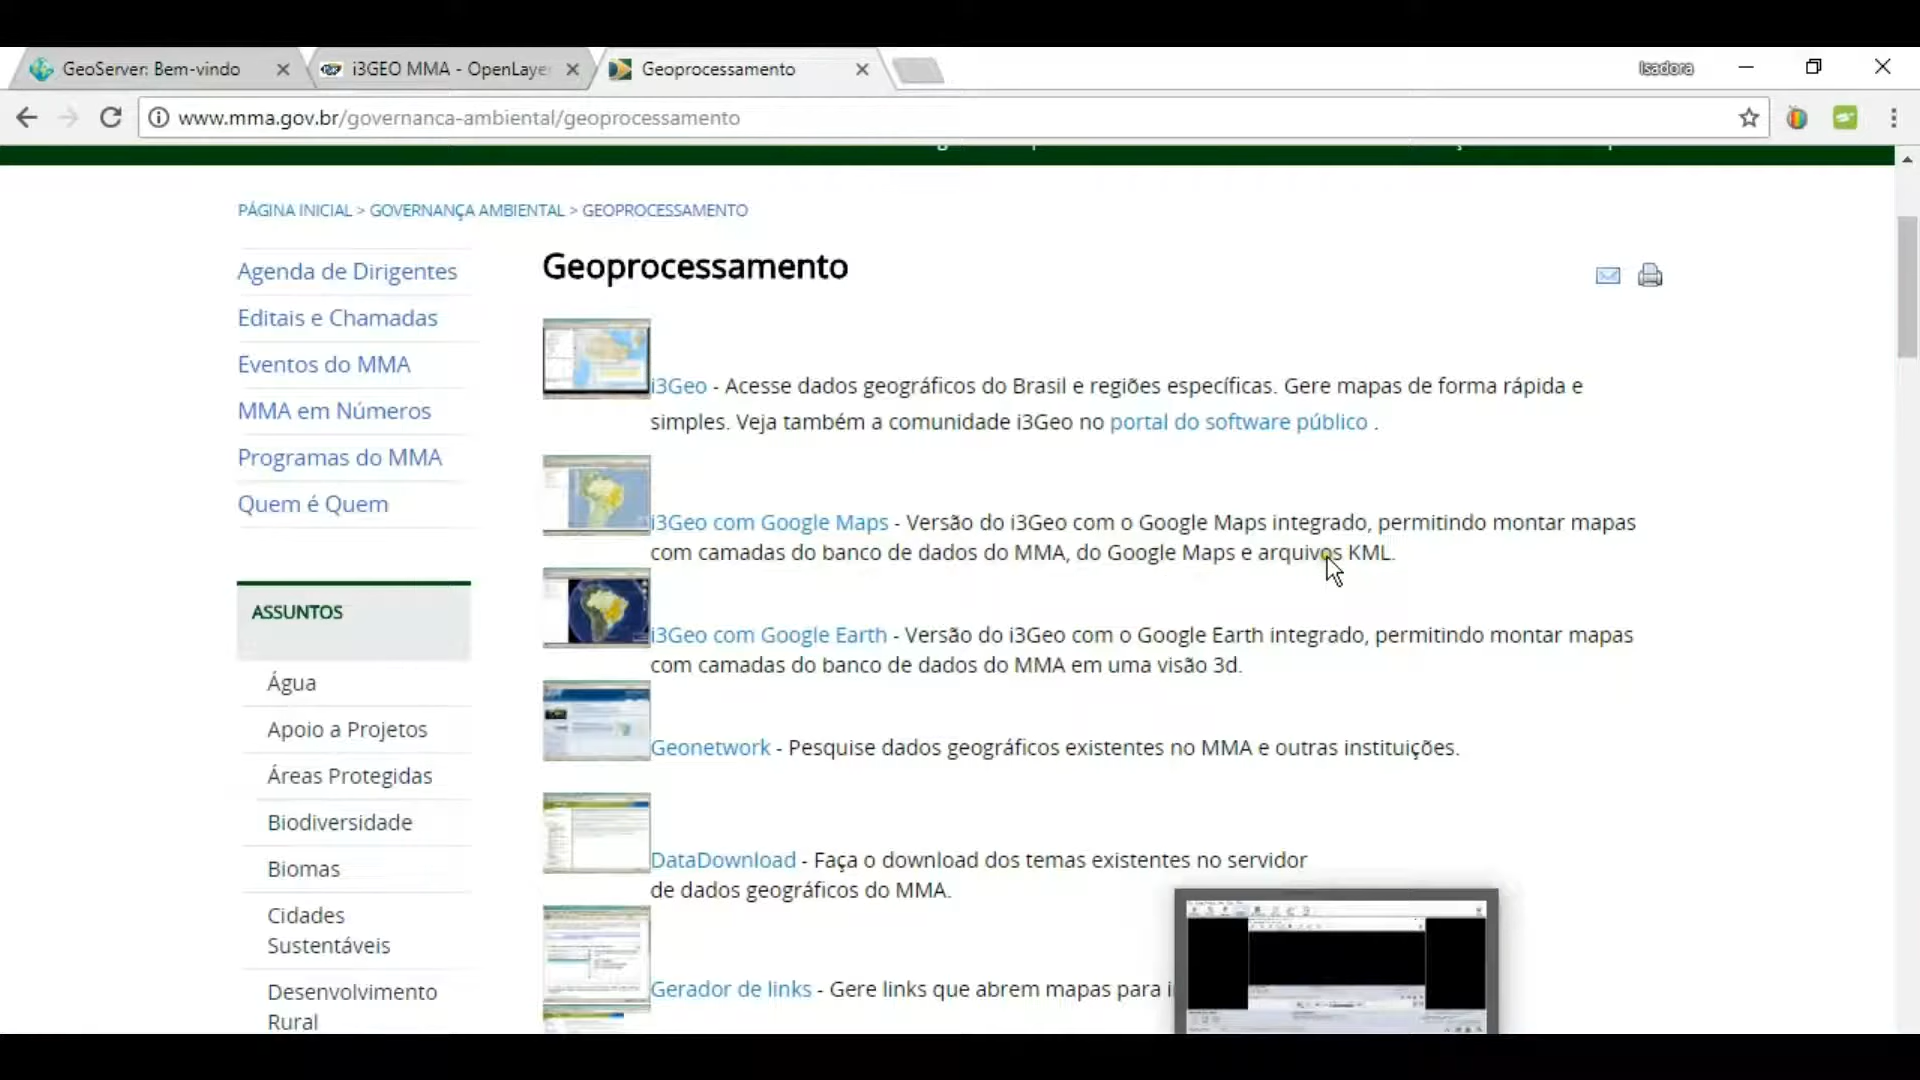 GeoServer: Bem-vindo
i3GEO MMA - OpenLaye
Geoprocessamento
Isadora
www.mma.gov.br/governanca-ambiental/geoprocessamento
PÁGINA INICIAL > GOVERNANÇA AMBIENTAL > GEOPROCESSAMENTO
Agenda de Dirigentes
Editais e Chamadas
Eventos do MMA
MMA em Números
Programas do MMA
Quem é Quem
ASSUNTOS
Água
Apoio a Projetos
Áreas Protegidas
Biodiversidade
Biomas
Cidades
Sustentáveis
Desenvolvimento
Rural
Geoprocessamento
i3Geo - Acesse dados geográficos do Brasil e regiões específicas. Gere mapas de forma rápida e
simples. Veja também a comunidade i3Geo no portal do software público .
i3Geo com Google Maps - Versão do i3Geo com o Google Maps integrado, permitindo montar mapas
com camadas do banco de dados do MMA, do Google Maps e arquivos KML.
i3Geo com Google Earth - Versão do i3Geo com o Google Earth integrado, permitindo montar mapas
com camadas do banco de dados do MMA em uma visão 3d.
Geonetwork - Pesquise dados geográficos existentes no MMA e outras instituições.
DataDownload - Faça o download dos temas existentes no servidor
de dados geográficos do MMA.
Gerador de links - Gere links que abrem mapas para i